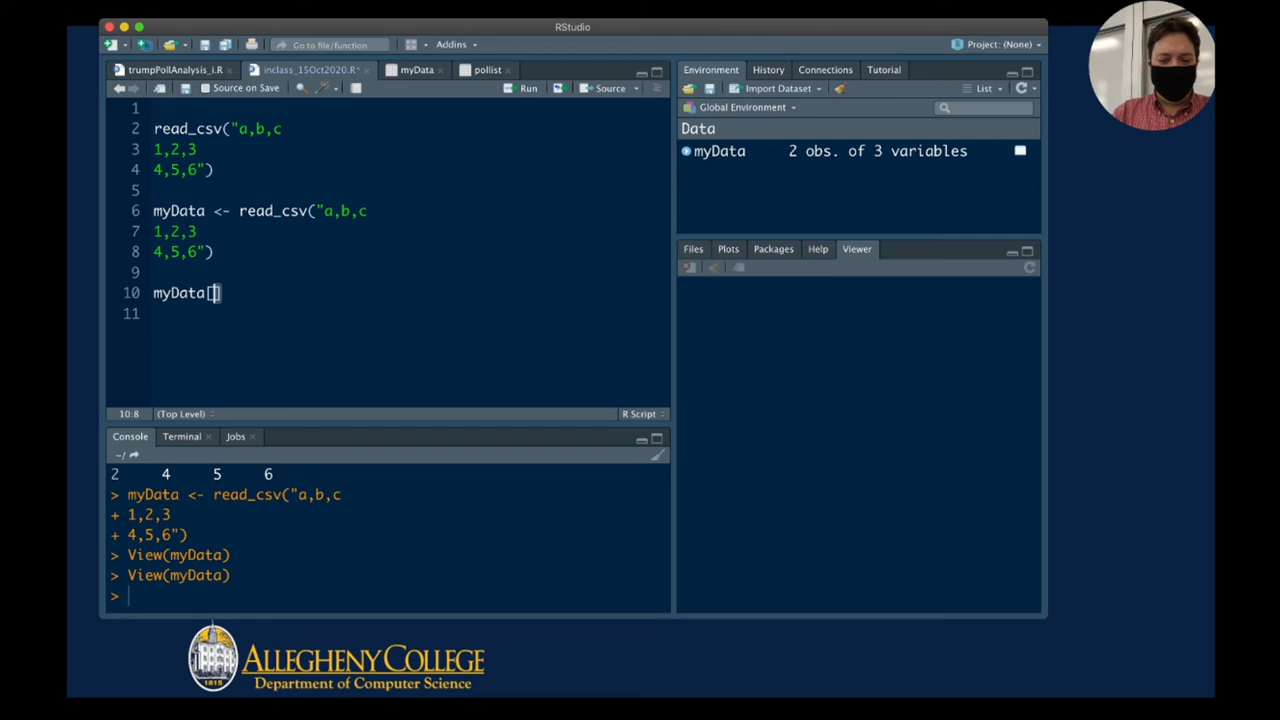 RStudio
Go to file/function
Addins
Project: (None)
trumpPollAnalysis_i.R
inclass_15Oct2020.R*
myData
pollist
Source on Save
Run
Source
1
2 read_csv("a,b,c
3 1,2,3
4 4,5,6")
5
6 myData <- read_csv("a,b,c
7 1,2,3
8 4,5,6")
9
10 myData[]
11
10:8 (Top Level) R Script
Console Terminal Jobs
~/
2 4 5 6
> myData <- read_csv("a,b,c
+ 1,2,3
+ 4,5,6")
> View(myData)
> View(myData)
>
Environment History Connections Tutorial
Import Dataset List
Global Environment
Data
myData 2 obs. of 3 variables
Files Plots Packages Help Viewer
1815
ALLEGHENY COLLEGE
Department of Computer Science